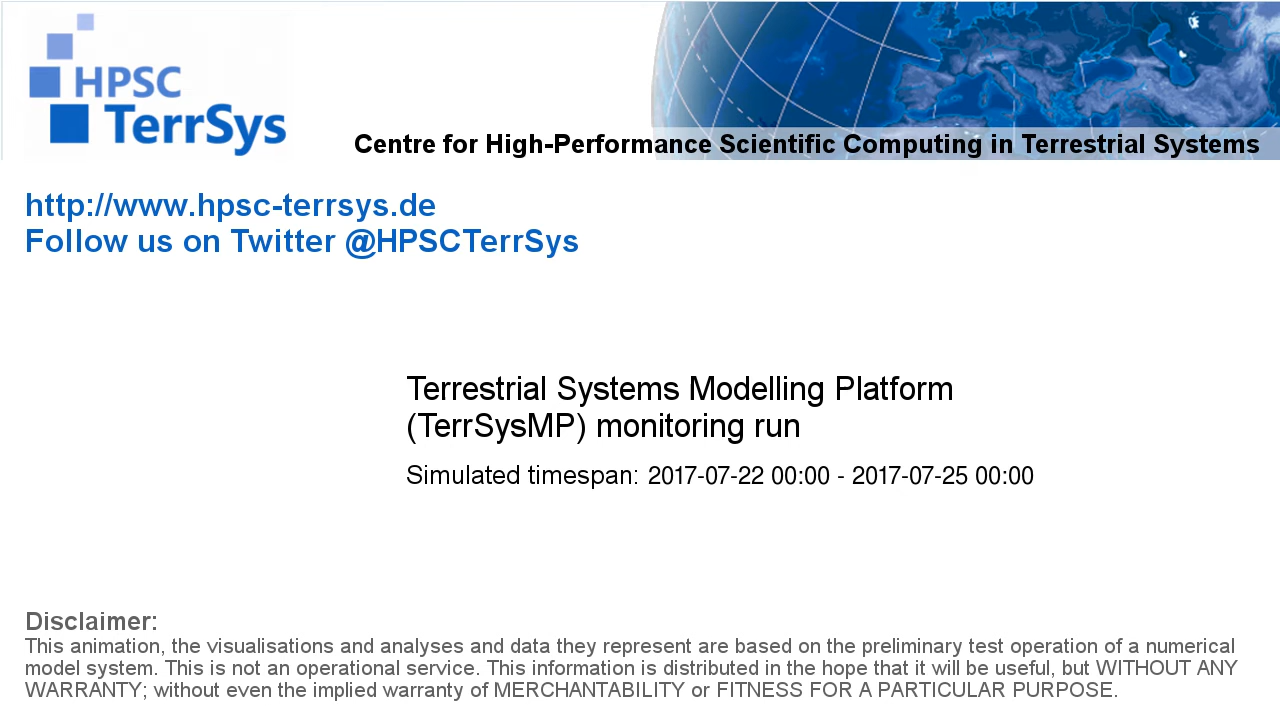 HPSC
TerrSys
Centre for High-Performance Scientific Computing in Terrestrial Systems
http://www.hpsc-terrsys.de
Follow us on Twitter @HPSCTerrSys
Terrestrial Systems Modelling Platform
(TerrSysMP) monitoring run
Simulated timespan: 2017-07-22 00:00 - 2017-07-25 00:00
Disclaimer:
This animation, the visualisations and analyses and data they represent are based on the preliminary test operation of a numerical
model system. This is not an operational service. This information is distributed in the hope that it will be useful, but WITHOUT ANY
WARRANTY; without even the implied warranty of MERCHANTABILITY or FITNESS FOR A PARTICULAR PURPOSE.